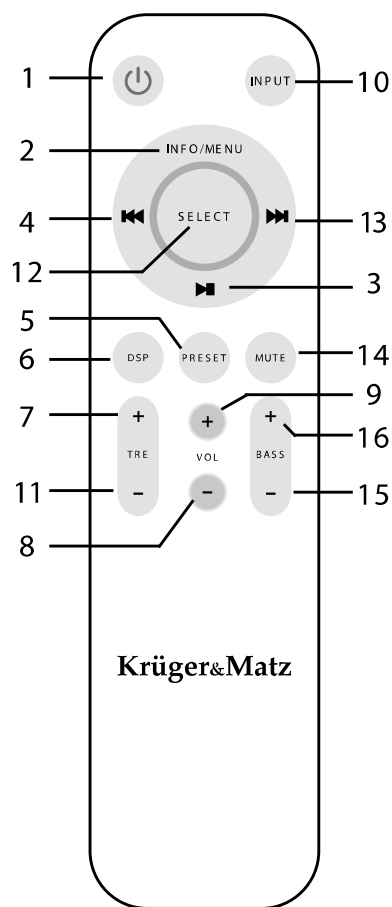 1
INPUT
10
2
INFO/MENU
4
SELECT
13
12
3
5
6
DSP
PRESET
MUTE
14
9
7
+
+
+
16
TRE
VOL
BASS
11
-
-
-
15
8
Krüger&Matz